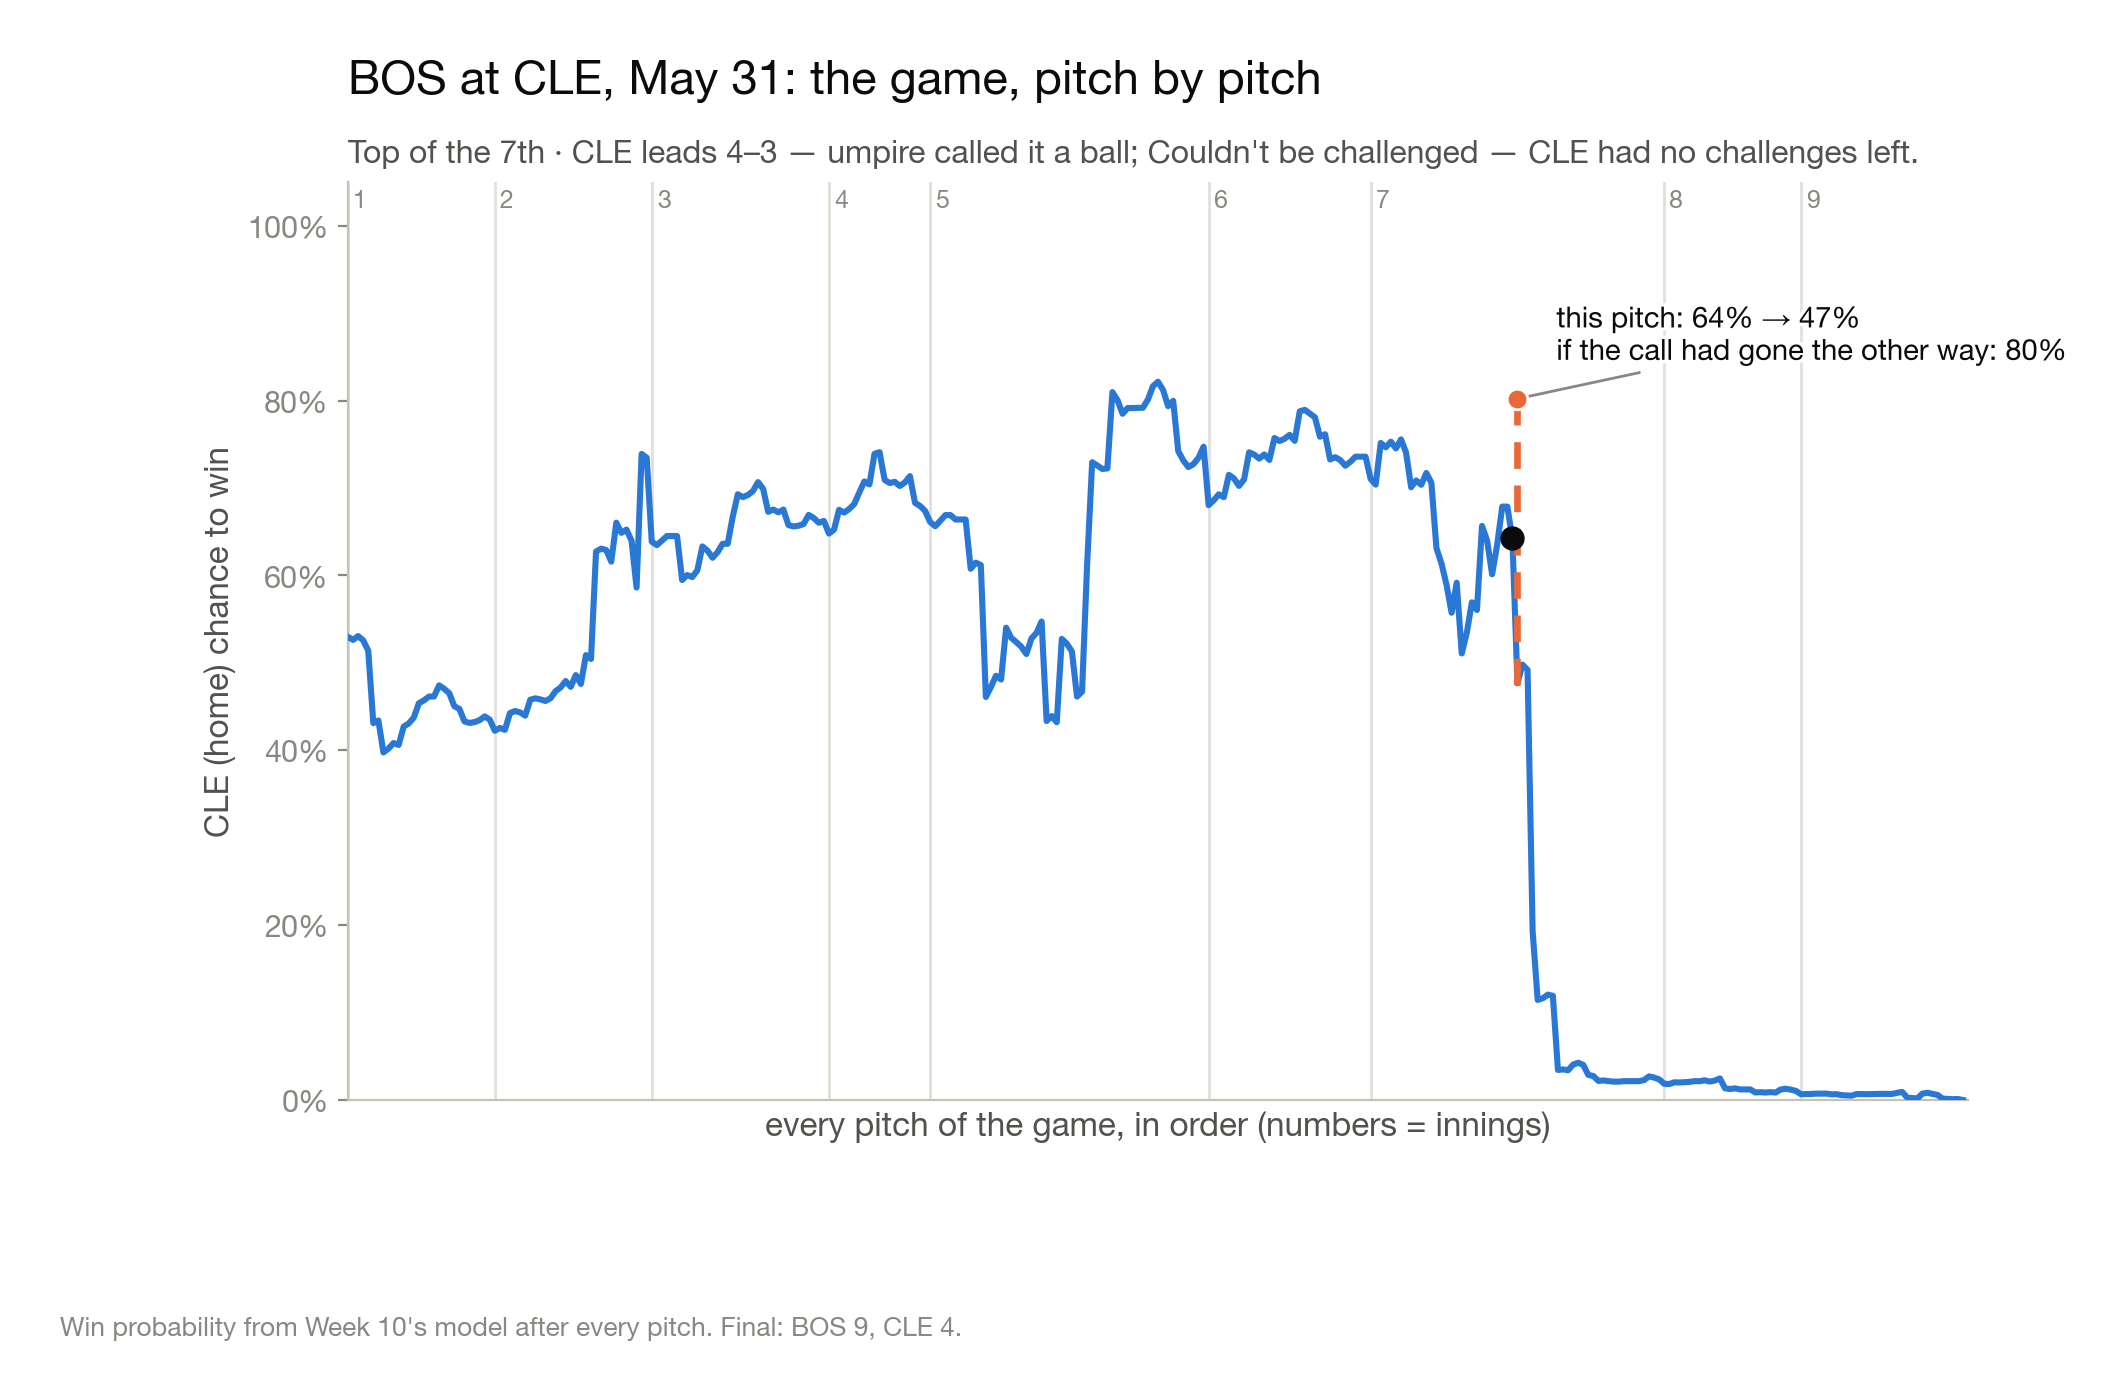 BOS at CLE, May 31: the game, pitch by pitch
Top of the 7th · CLE leads 4–3 — umpire called it a ball; Couldn't be challenged — CLE had no challenges left.
1 2 3 4 5 6 7 8 9
100%
80%
60%
40%
20%
0%
CLE (home) chance to win
this pitch: 64% → 47%
if the call had gone the other way: 80%
every pitch of the game, in order (numbers = innings)
Win probability from Week 10's model after every pitch. Final: BOS 9, CLE 4.